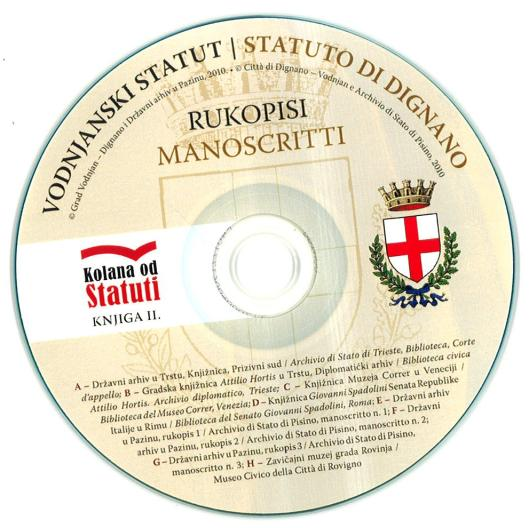 VODNJANSKI STATUT | STATUTO DI DIGNANO
© Grad Vodnjan – Dignano i Državni arhiv u Pazinu, 2010. • © Città di Dignano – Vodnjan e Archivio di Stato di Pisino, 2010
RUKOPISI
MANOSCRITTI
Kolana od
Statuti
KNJIGA II.
A – Državni arhiv u Trstu, Knjižnica, Prizivni sud / Archivio di Stato di Trieste, Biblioteca, Corte
d'appello; B – Gradska knjižnica Attilio Hortis u Trstu, Diplomatički arhiv / Biblioteca civica
Attilio Hortis. Archivio diplomatico, Trieste; C – Knjižnica Muzeja Correr u Veneciji /
Biblioteca del Museo Correr, Venezia; D – Knjižnica Giovanni Spadolini Senata Republike
Italije u Rimu / Biblioteca del Senato Giovanni Spadolini, Roma; E – Državni arhiv
u Pazinu, rukopis 1 / Archivio di Stato di Pisino, manoscritto n. 1; F – Državni
arhiv u Pazinu, rukopis 2 / Archivio di Stato di Pisino, manoscritto n. 2;
G – Državni arhiv u Pazinu, rukopis 3 / Archivio di Stato di Pisino,
manoscritto n. 3; H – Zavičajni muzej grada Rovinja /
Museo Civico della Città di Rovigno